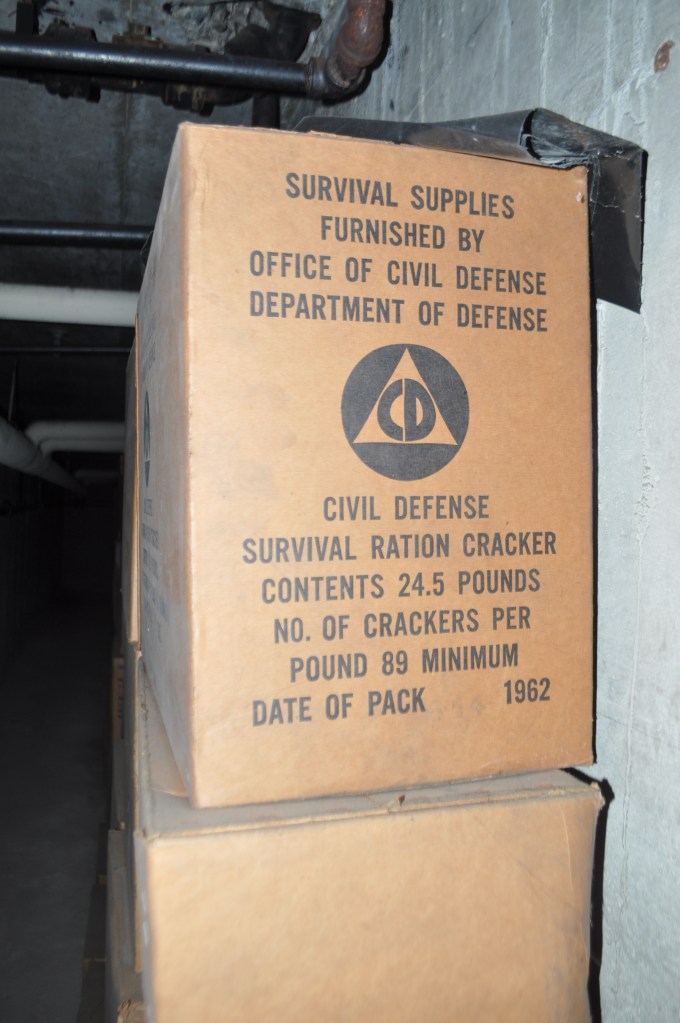 SURVIVAL SUPPLIES
FURNISHED BY
OFFICE OF CIVIL DEFENSE
DEPARTMENT OF DEFENSE
CD
CIVIL DEFENSE
SURVIVAL RATION CRACKER
CONTENTS 24.5 POUNDS
NO. OF CRACKERS PER
POUND 89 MINIMUM
DATE OF PACK 1962